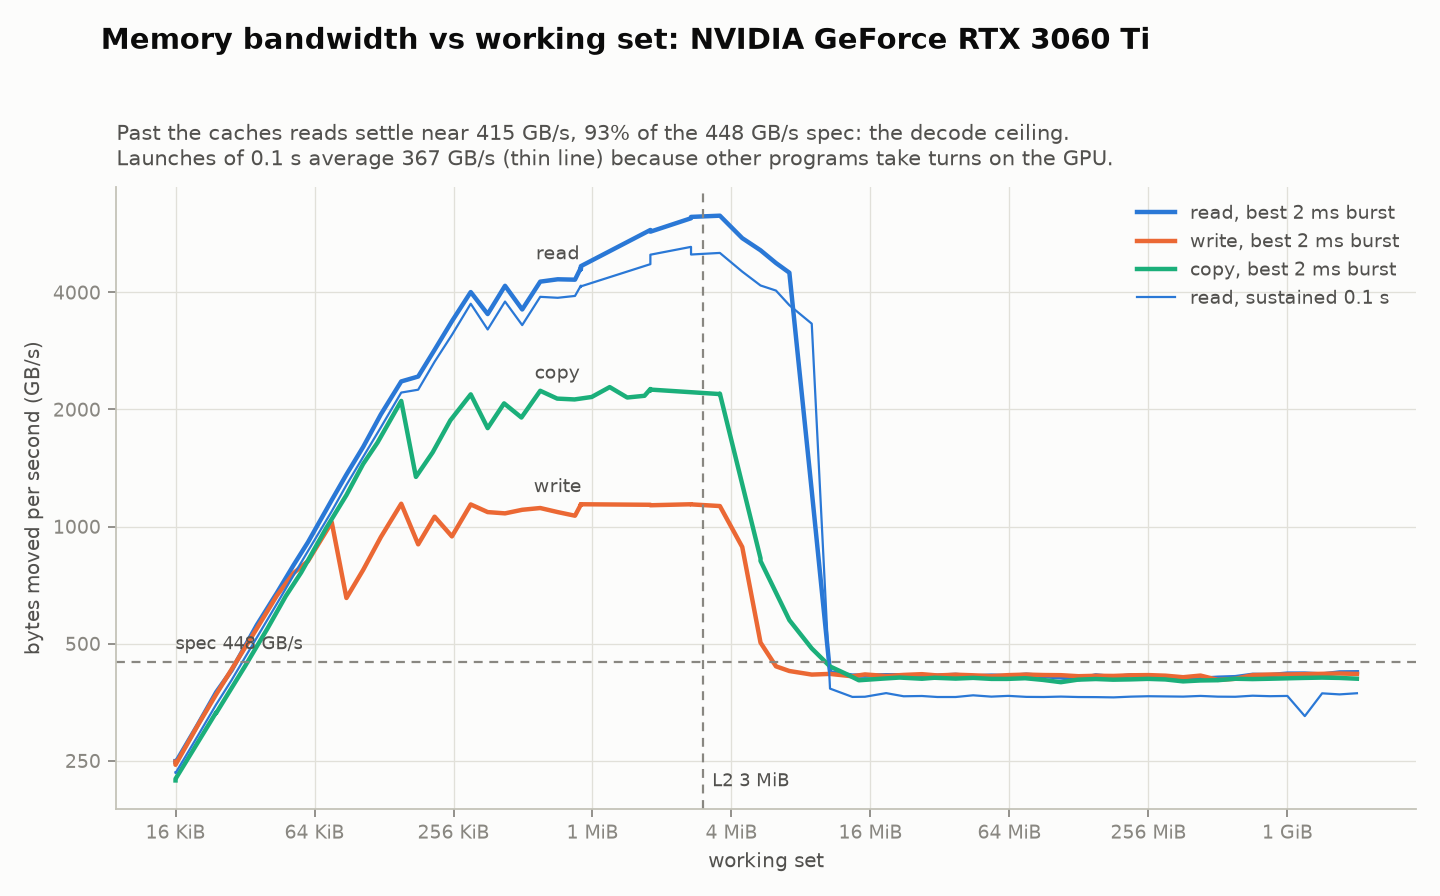 Memory bandwidth vs working set: NVIDIA GeForce RTX 3060 Ti
Past the caches reads settle near 415 GB/s, 93% of the 448 GB/s spec: the decode ceiling.
Launches of 0.1 s average 367 GB/s (thin line) because other programs take turns on the GPU.
read, best 2 ms burst
write, best 2 ms burst
copy, best 2 ms burst
read, sustained 0.1 s
read
copy
write
spec 448 GB/s
L2 3 MiB
bytes moved per second (GB/s)
4000
2000
1000
500
250
16 KiB
64 KiB
256 KiB
1 MiB
4 MiB
16 MiB
64 MiB
256 MiB
1 GiB
working set